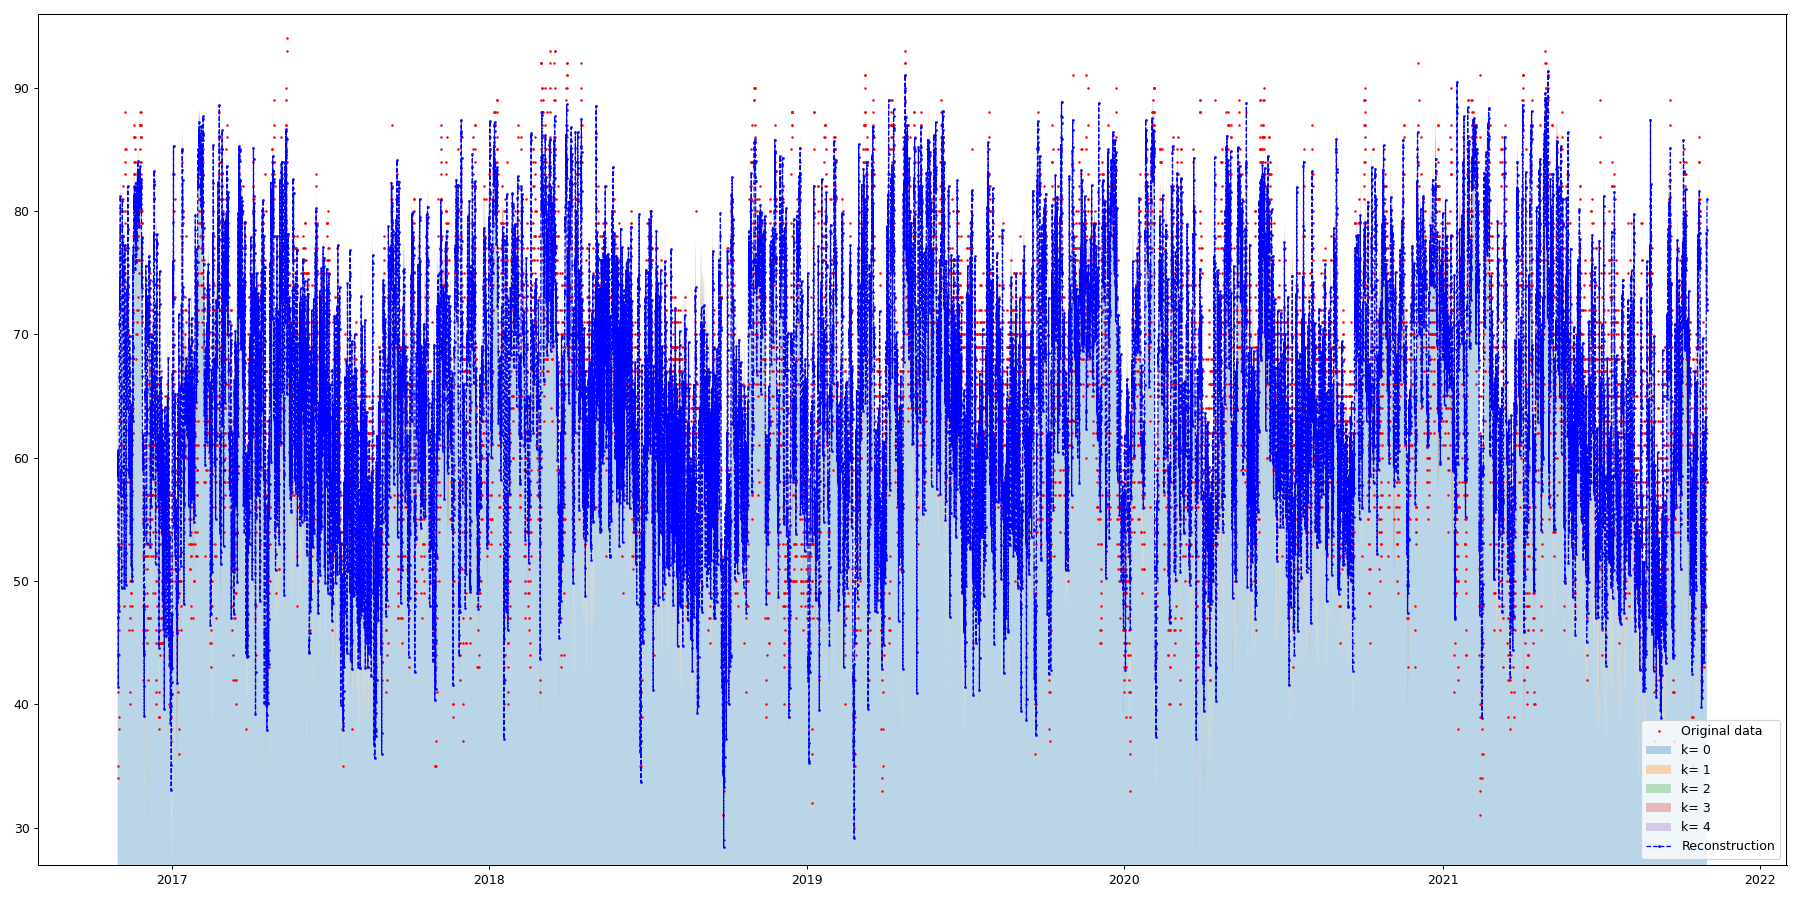 90
80
70
60
50
40
30
2017
2018
2019
2020
2021
2022
Original data
k= 0
k= 1
k= 2
k= 3
k= 4
Reconstruction